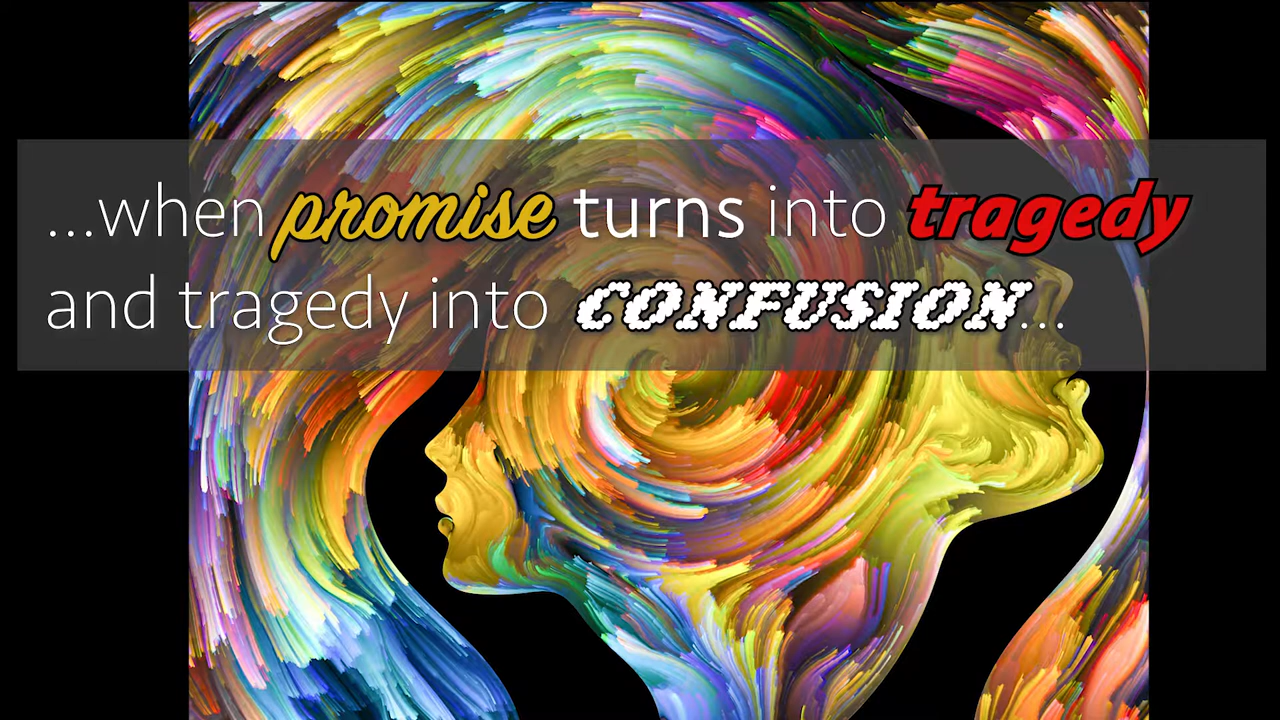 ...when promise turns into tragedy
and tragedy into CONFUSION...